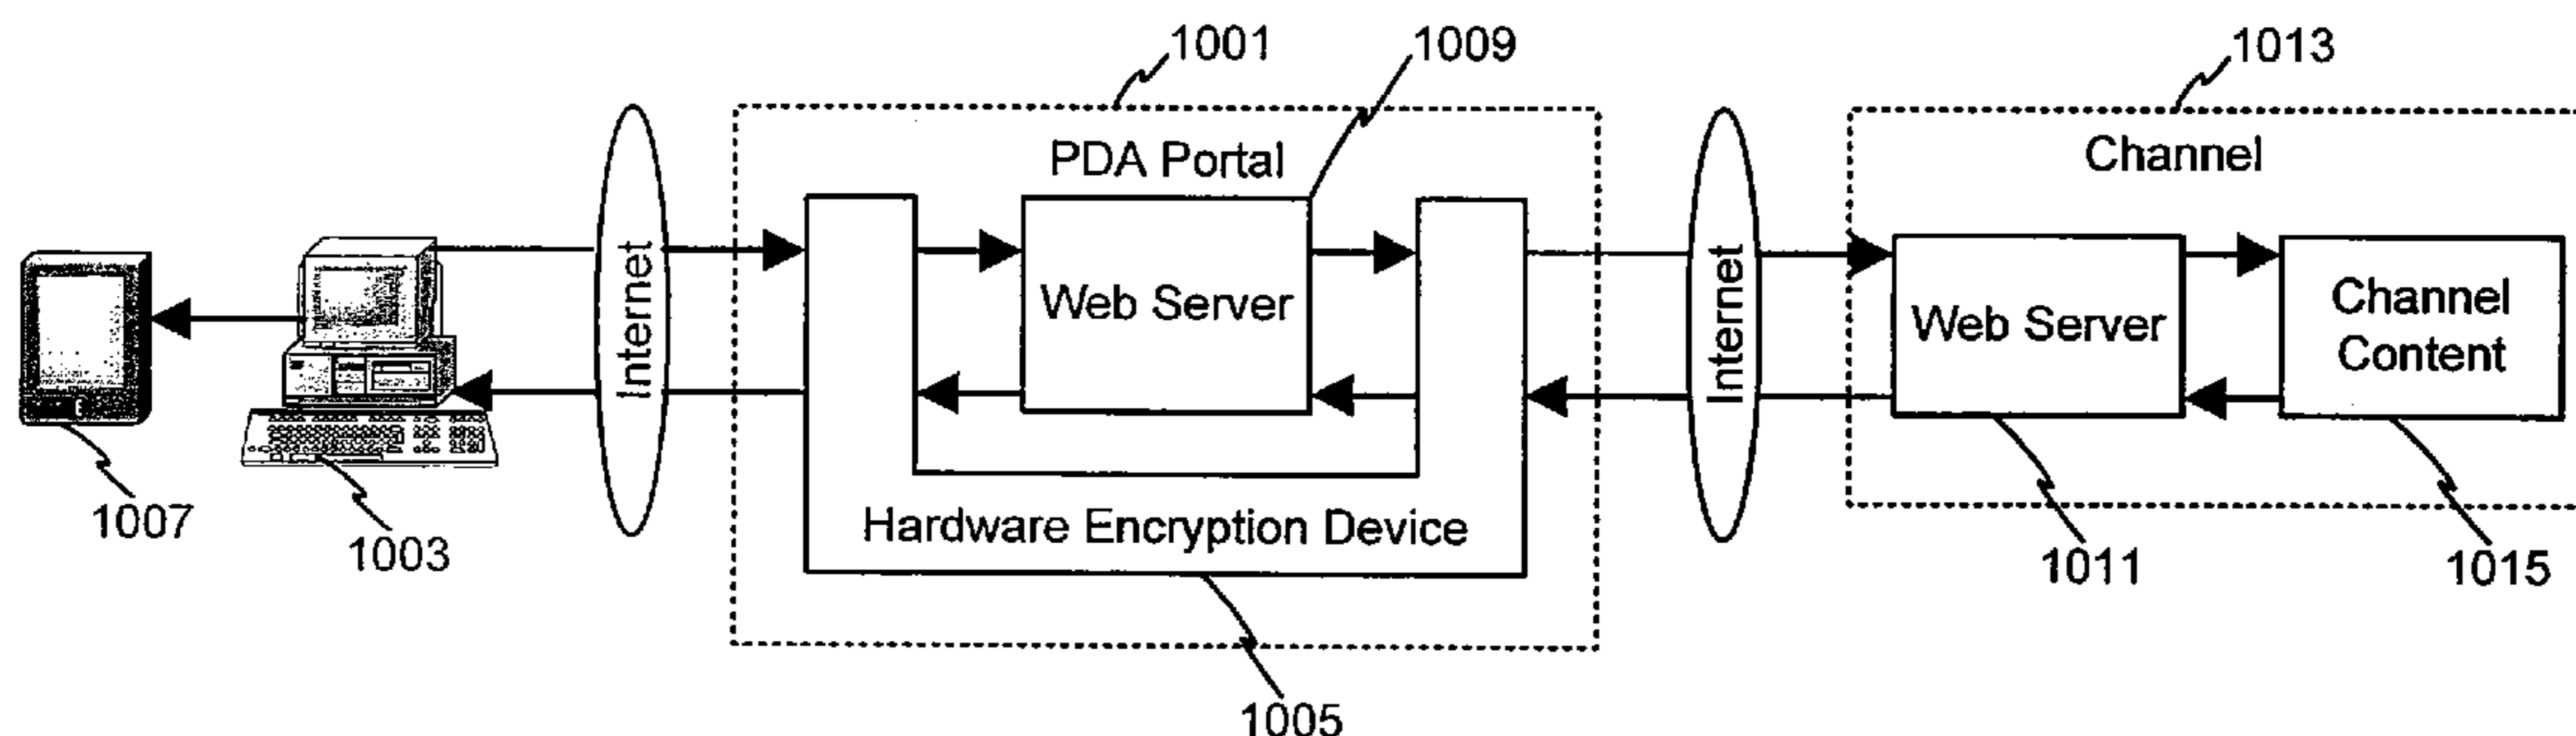 1001
1009
1013
PDA Portal
Channel
Internet
Web Server
Internet
Web Server
Channel
Content
Hardware Encryption Device
1007
1003
1011
1015
1005